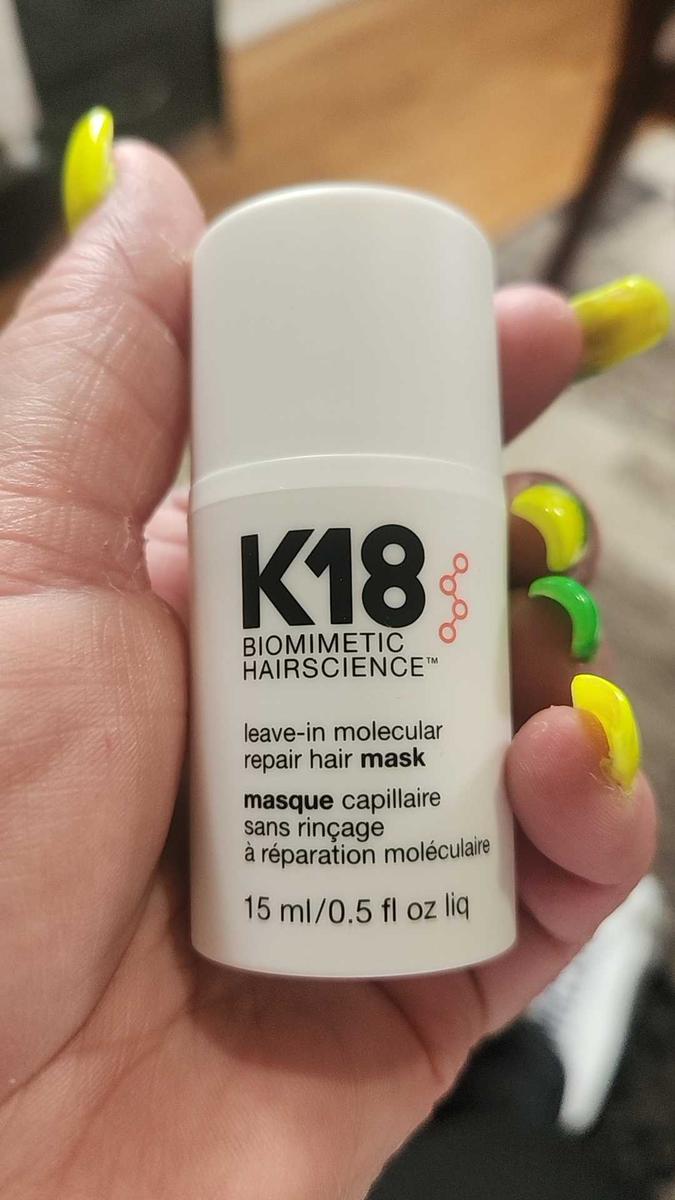 K18
BIOMIMETIC
HAIRSCIENCE™
leave-in molecular
repair hair mask
masque capillaire
sans rinçage
à réparation moléculaire
15 ml/0.5 fl oz liq